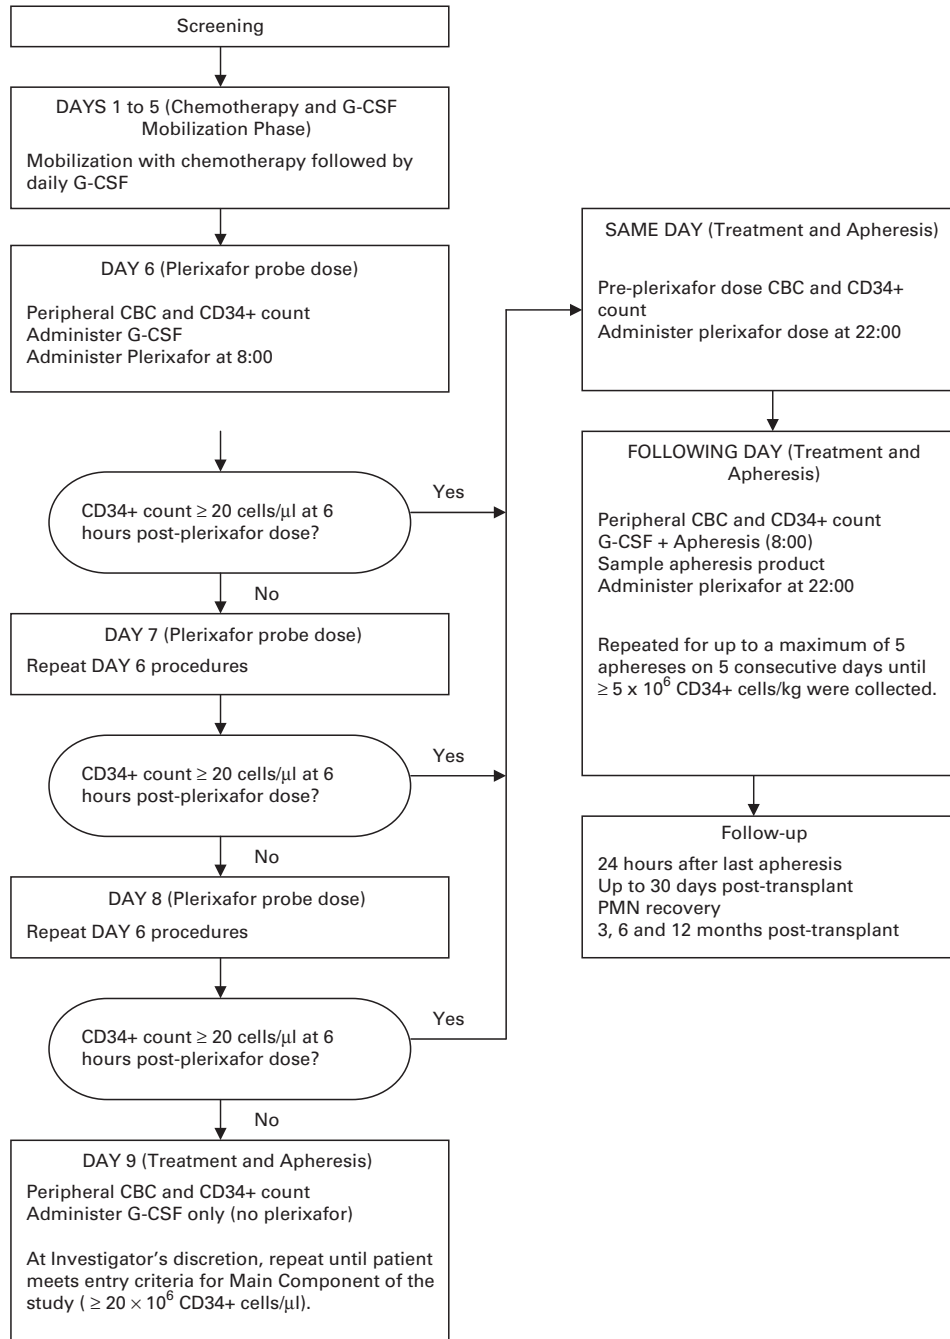 Screening
DAYS 1 to 5 (Chemotherapy and G-CSF
Mobilization Phase)
Mobilization with chemotherapy followed by
daily G-CSF
DAY 6 (Plerixafor probe dose)
Peripheral CBC and CD34+ count
Administer G-CSF
Administer Plerixafor at 8:00
CD34+ count ≥ 20 cells/μl at 6
hours post-plerixafor dose?
Yes
No
DAY 7 (Plerixafor probe dose)
Repeat DAY 6 procedures
CD34+ count ≥ 20 cells/μl at 6
hours post-plerixafor dose?
Yes
No
DAY 8 (Plerixafor probe dose)
Repeat DAY 6 procedures
CD34+ count ≥ 20 cells/μl at 6
hours post-plerixafor dose?
Yes
No
DAY 9 (Treatment and Apheresis)
Peripheral CBC and CD34+ count
Administer G-CSF only (no plerixafor)
At Investigator's discretion, repeat until patient
meets entry criteria for Main Component of the
study ( ≥ 20 × 10⁶ CD34+ cells/μl).
SAME DAY (Treatment and Apheresis)
Pre-plerixafor dose CBC and CD34+
count
Administer plerixafor dose at 22:00
FOLLOWING DAY (Treatment and
Apheresis)
Peripheral CBC and CD34+ count
G-CSF + Apheresis (8:00)
Sample apheresis product
Administer plerixafor at 22:00
Repeated for up to a maximum of 5
aphereses on 5 consecutive days until
≥ 5 x 10⁶ CD34+ cells/kg were collected.
Follow-up
24 hours after last apheresis
Up to 30 days post-transplant
PMN recovery
3, 6 and 12 months post-transplant